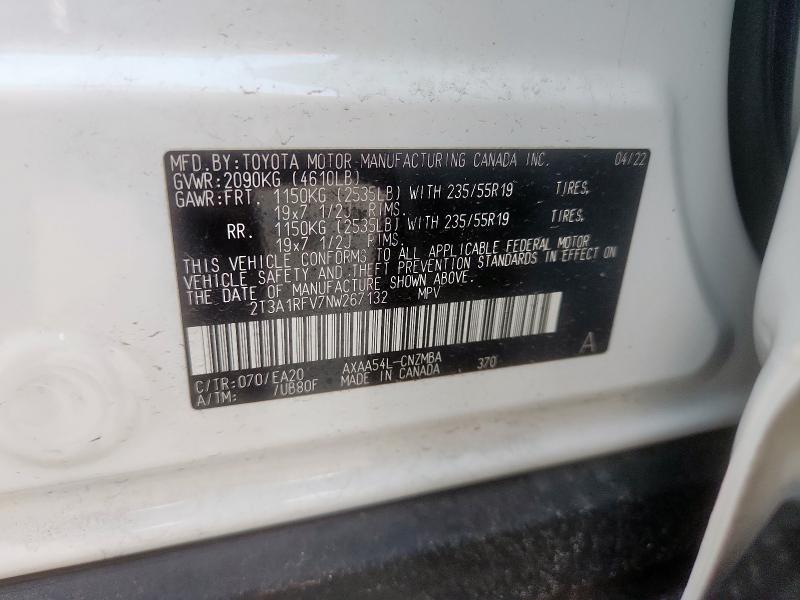 MFD. BY: TOYOTA MOTOR MANUFACTURING CANADA INC. 04/22
GVWR: 2090KG (4610LB)
GAWR: FRT. 1150KG (2535LB) WITH 235/55R19 TIRES,
19x7 1/2J RIMS.
RR. 1150KG (2535LB) WITH 235/55R19 TIRES,
19x7 1/2J RIMS.
THIS VEHICLE CONFORMS TO ALL APPLICABLE FEDERAL MOTOR
VEHICLE SAFETY AND THEFT PREVENTION STANDARDS IN EFFECT ON
THE DATE OF MANUFACTURE SHOWN ABOVE.
2T3A1RFV7NW267132 MPV
C/TR: 070/EA20 AXAA54L-CNZMBA 370 A
A/TM: /UB80F MADE IN CANADA